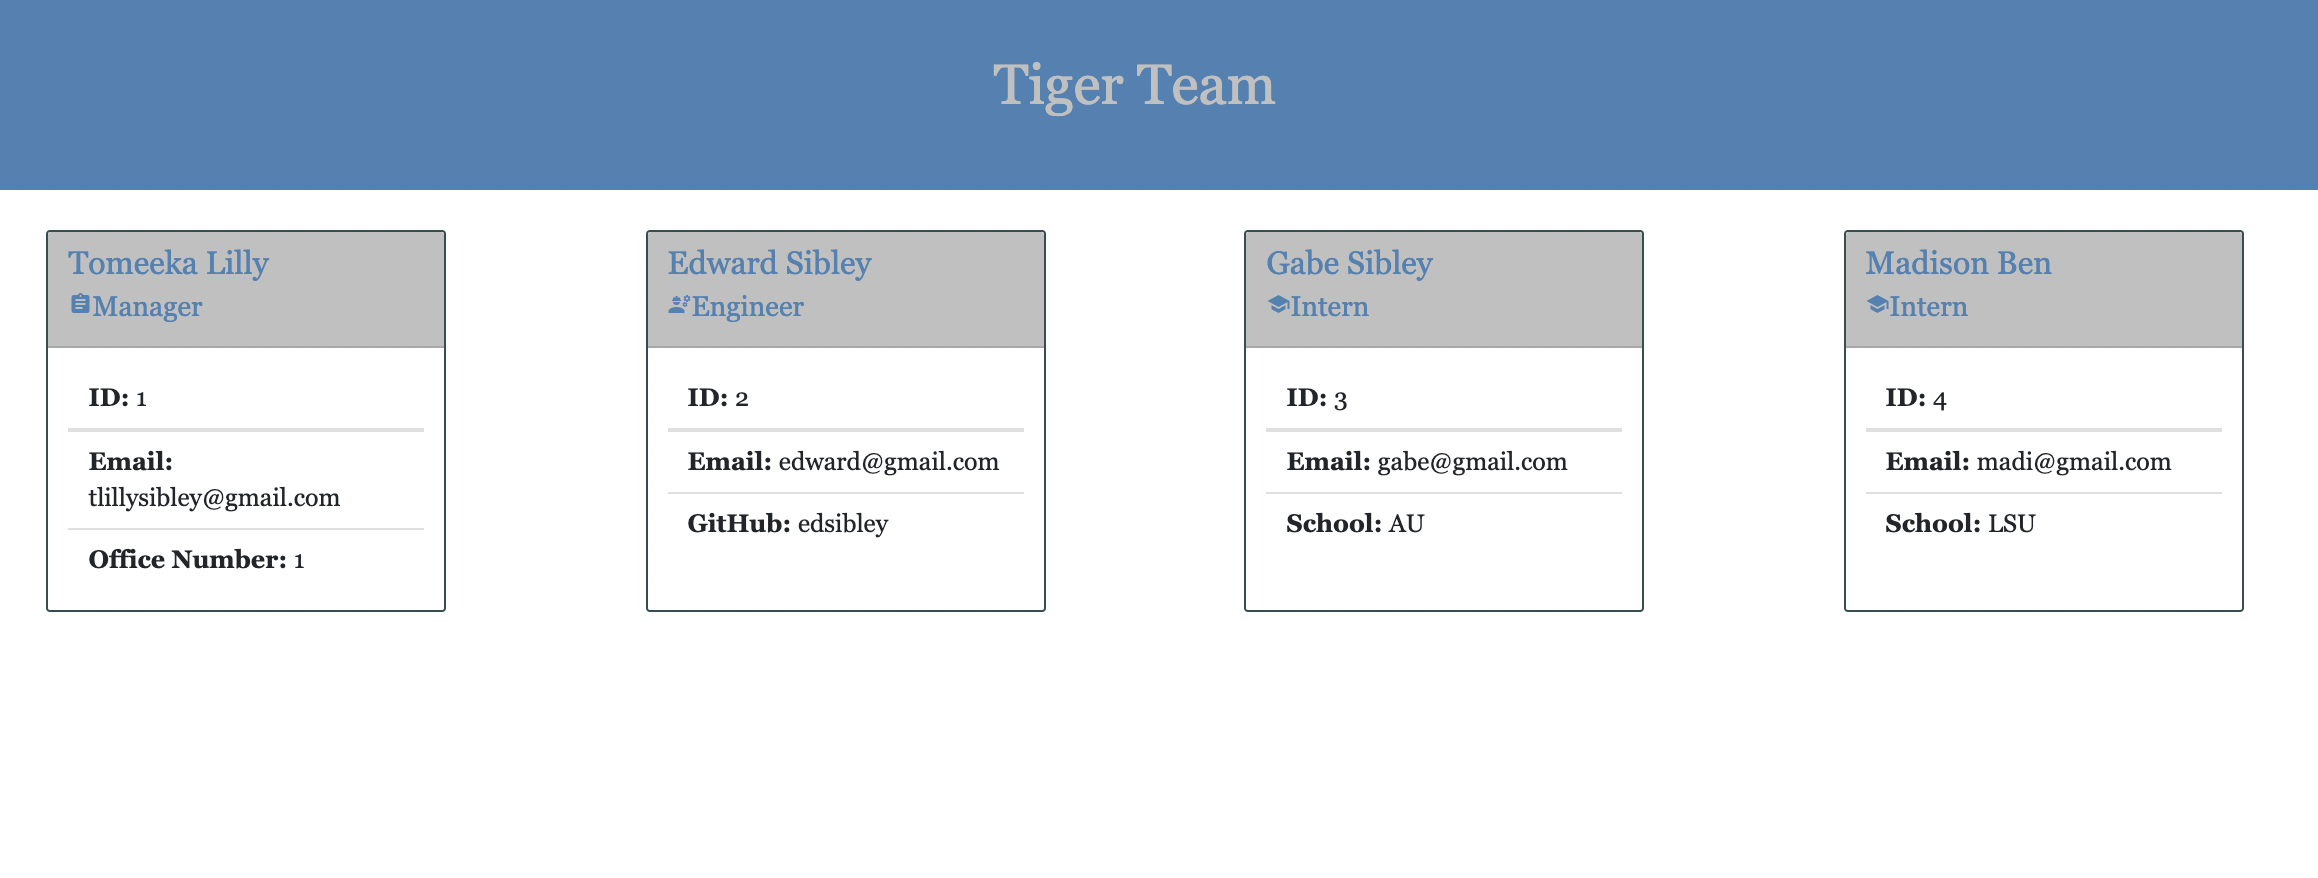 Tiger Team
Tomeeka Lilly
Manager
ID: 1
Email:
tlillysibley@gmail.com
Office Number: 1
Edward Sibley
Engineer
ID: 2
Email: edward@gmail.com
GitHub: edsibley
Gabe Sibley
Intern
ID: 3
Email: gabe@gmail.com
School: AU
Madison Ben
Intern
ID: 4
Email: madi@gmail.com
School: LSU